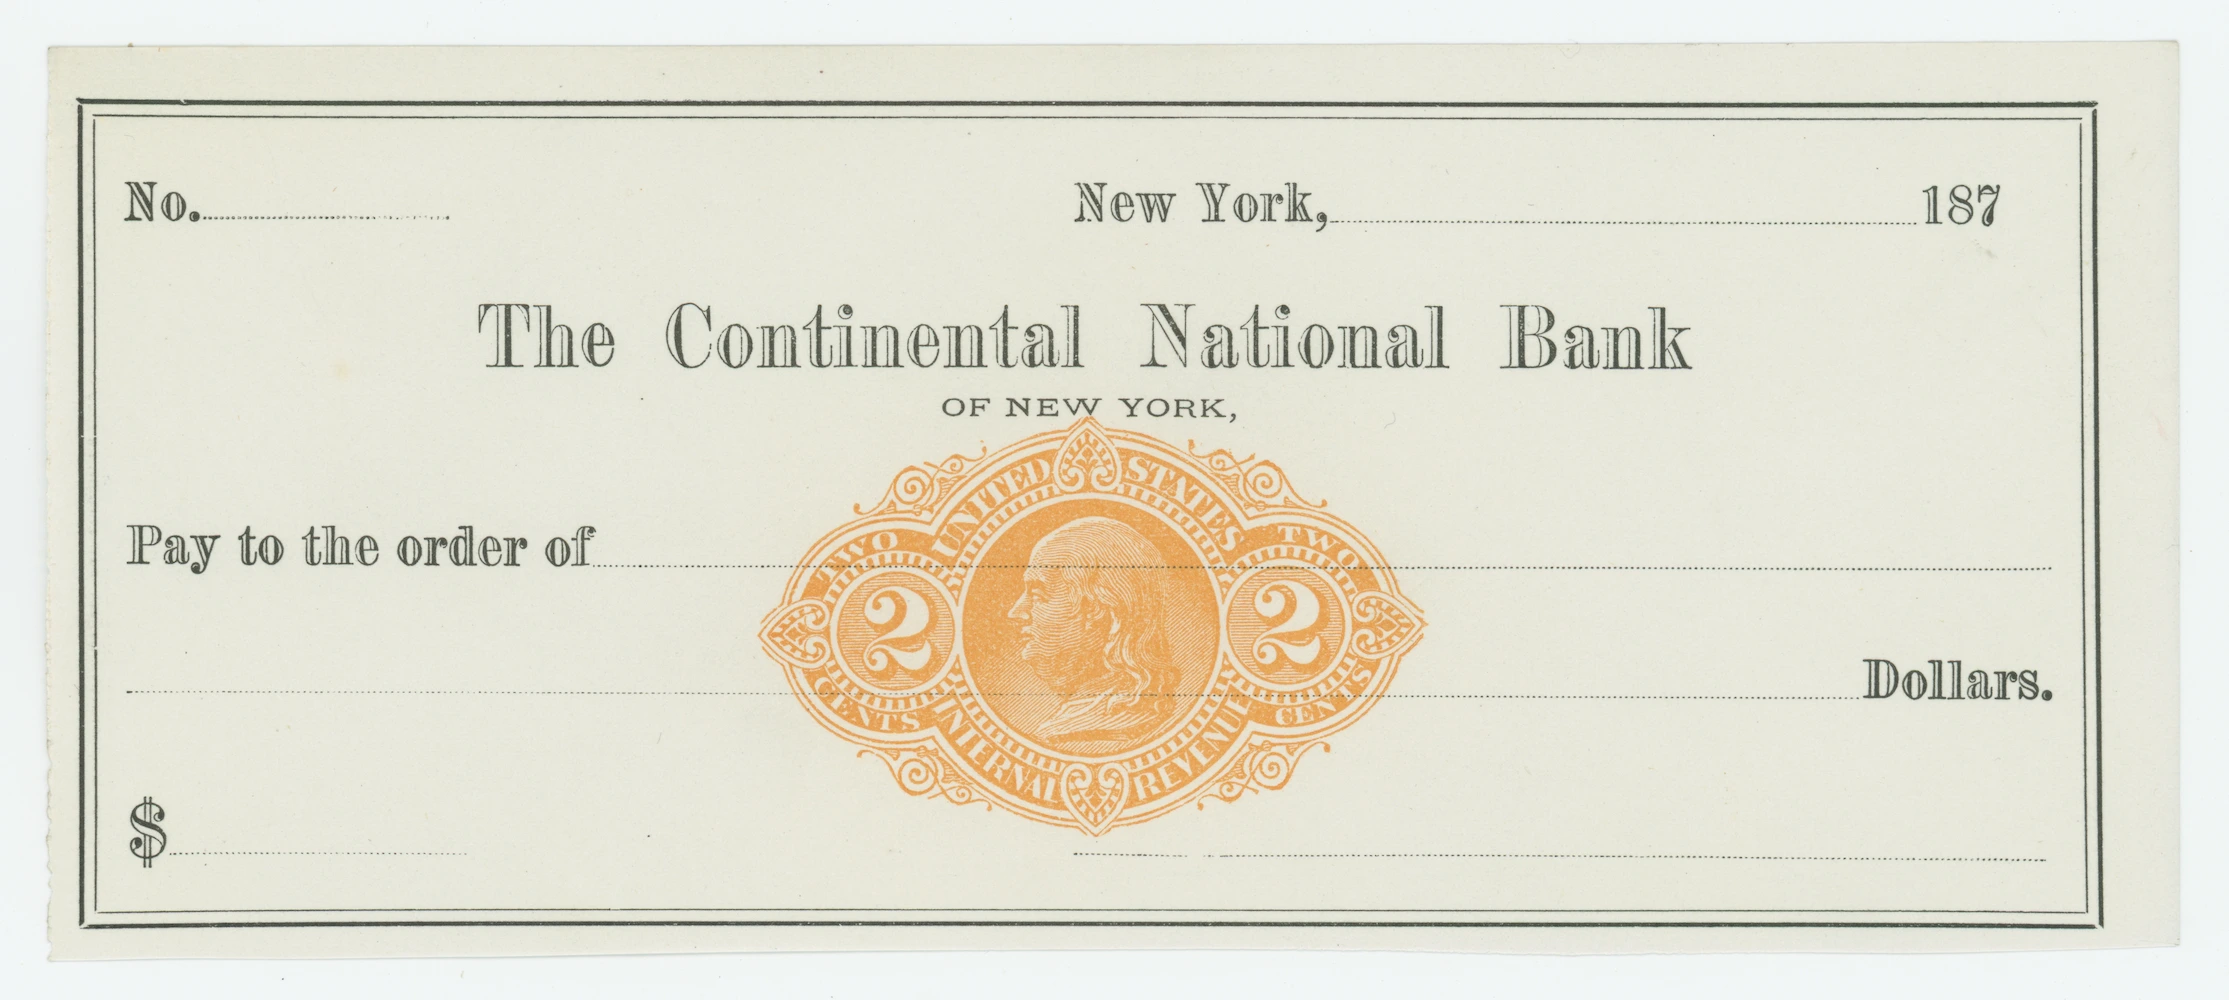 No. New York, 187
The Continental National Bank
OF NEW YORK,
UNITED STATES
TWO TWO
Pay to the order of
2 2
Dollars.
CENTS CENTS
INTERNAL REVENUE
$